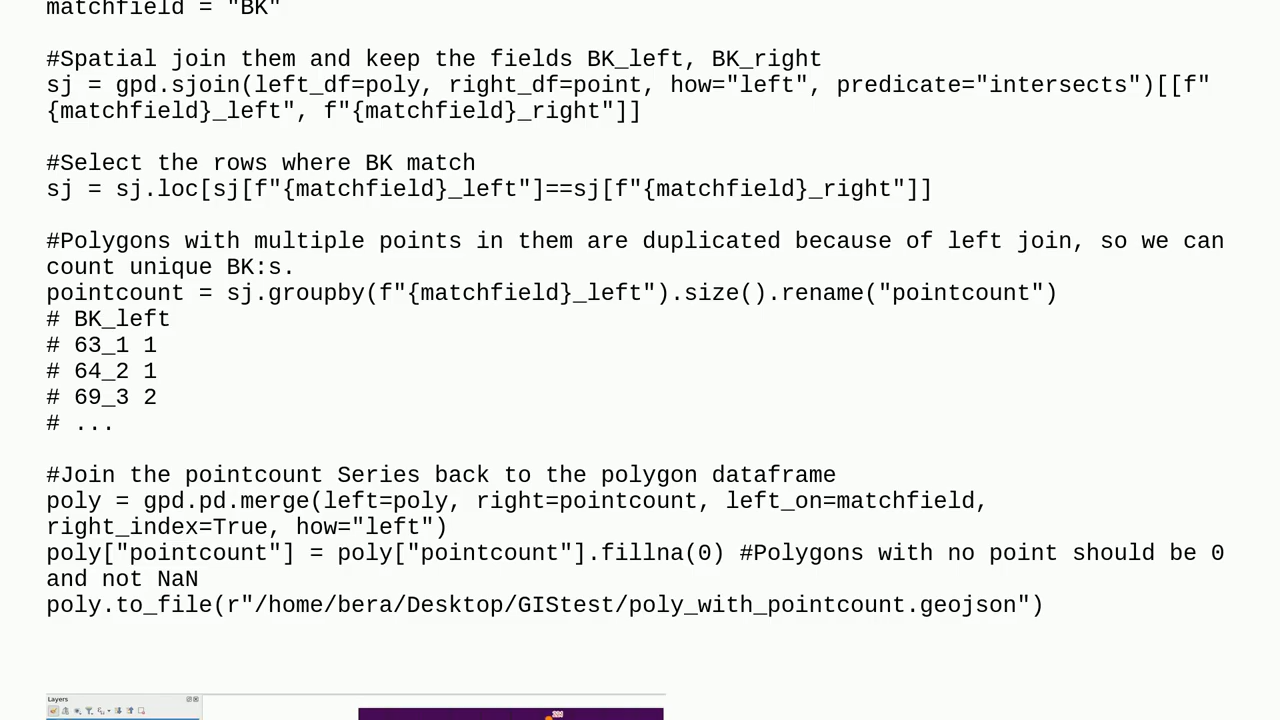 matchfield = "BK"
#Spatial join them and keep the fields BK_left, BK_right
sj = gpd.sjoin(left_df=poly, right_df=point, how="left", predicate="intersects")[[f"
{matchfield}_left", f"{matchfield}_right"]]
#Select the rows where BK match
sj = sj.loc[sj[f"{matchfield}_left"]==sj[f"{matchfield}_right"]]
#Polygons with multiple points in them are duplicated because of left join, so we can
count unique BK:s.
pointcount = sj.groupby(f"{matchfield}_left").size().rename("pointcount")
# BK_left
# 63_1 1
# 64_2 1
# 69_3 2
# ...
#Join the pointcount Series back to the polygon dataframe
poly = gpd.pd.merge(left=poly, right=pointcount, left_on=matchfield,
right_index=True, how="left")
poly["pointcount"] = poly["pointcount"].fillna(0) #Polygons with no point should be 0
and not NaN
poly.to_file(r"/home/bera/Desktop/GIStest/poly_with_pointcount.geojson")
Layers